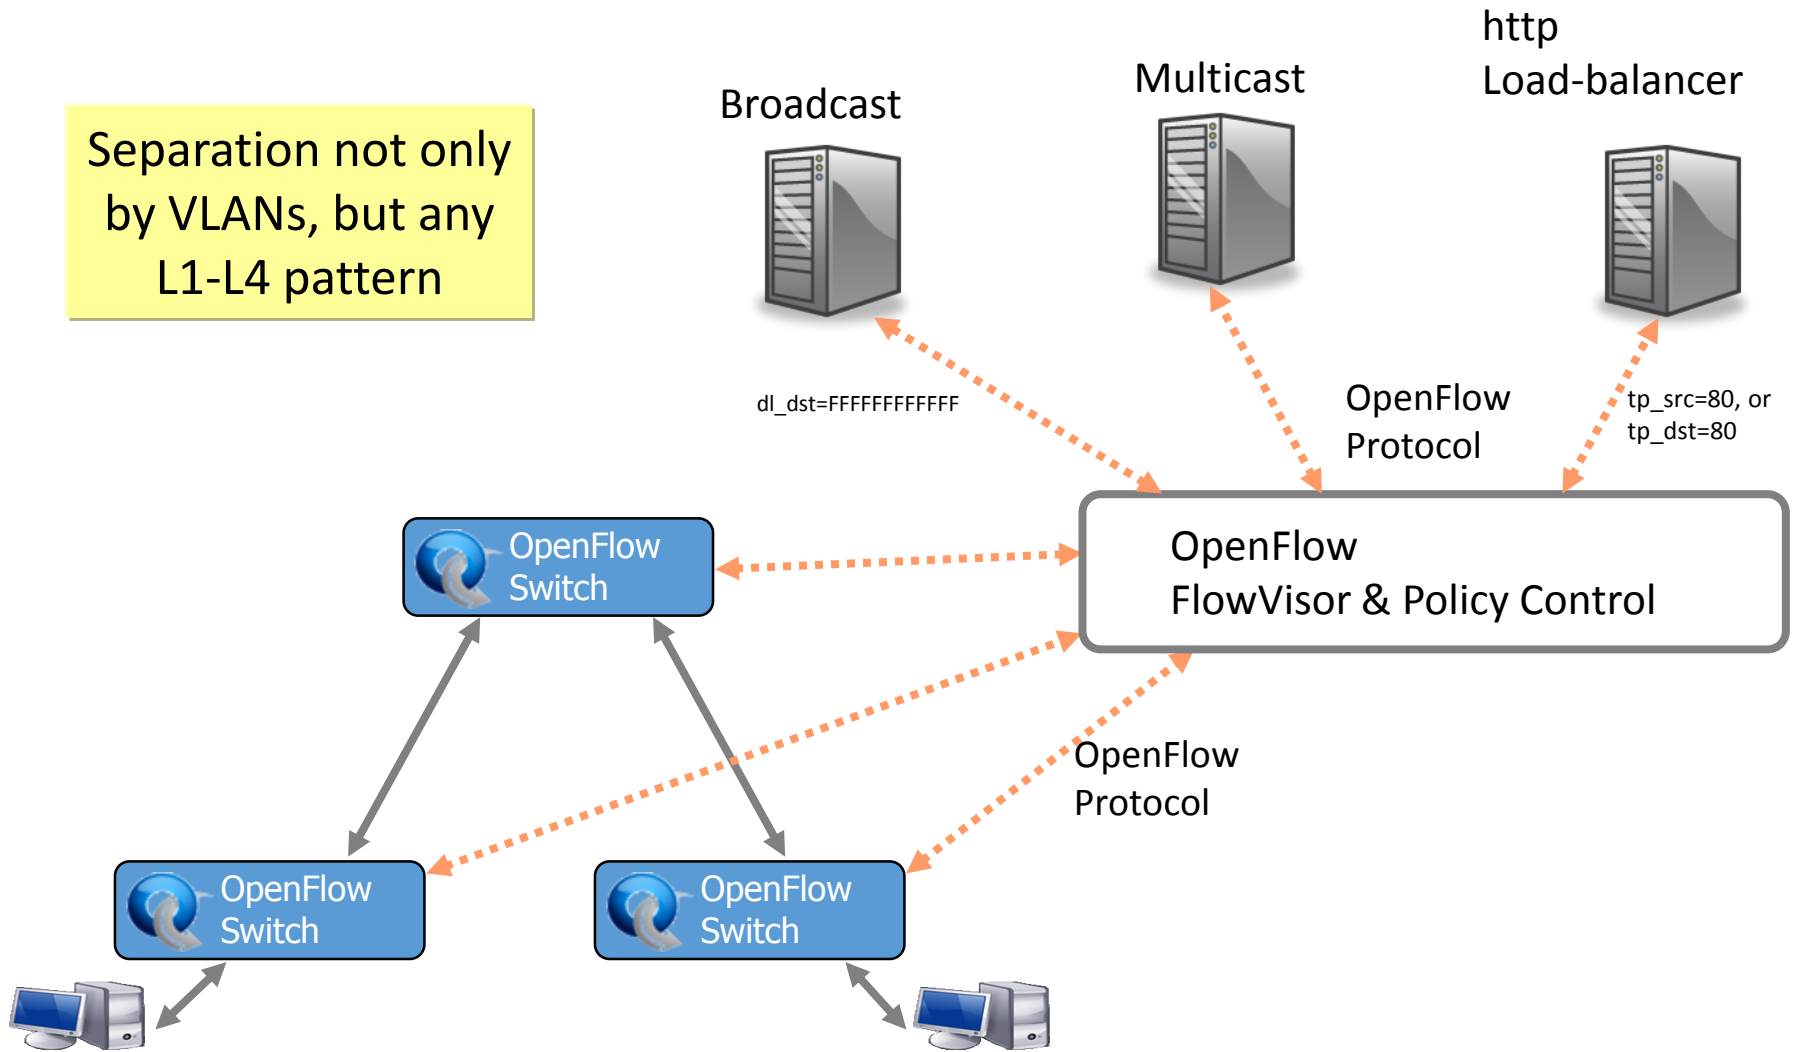 http
Load-balancer
Multicast
Broadcast
Separation not only
by VLANs, but any
L1-L4 pattern
dl_dst=FFFFFFFFFFFF
OpenFlow
Protocol
tp_src=80, or
tp_dst=80
OpenFlow
Switch
OpenFlow
FlowVisor & Policy Control
OpenFlow
Protocol
OpenFlow
Switch
OpenFlow
Switch